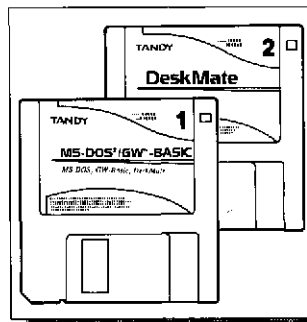 TANDY
2
DeskMate
TANDY
1
MS-DOS®/GW™-BASIC
MS-DOS, GW-Basic, DeskMate